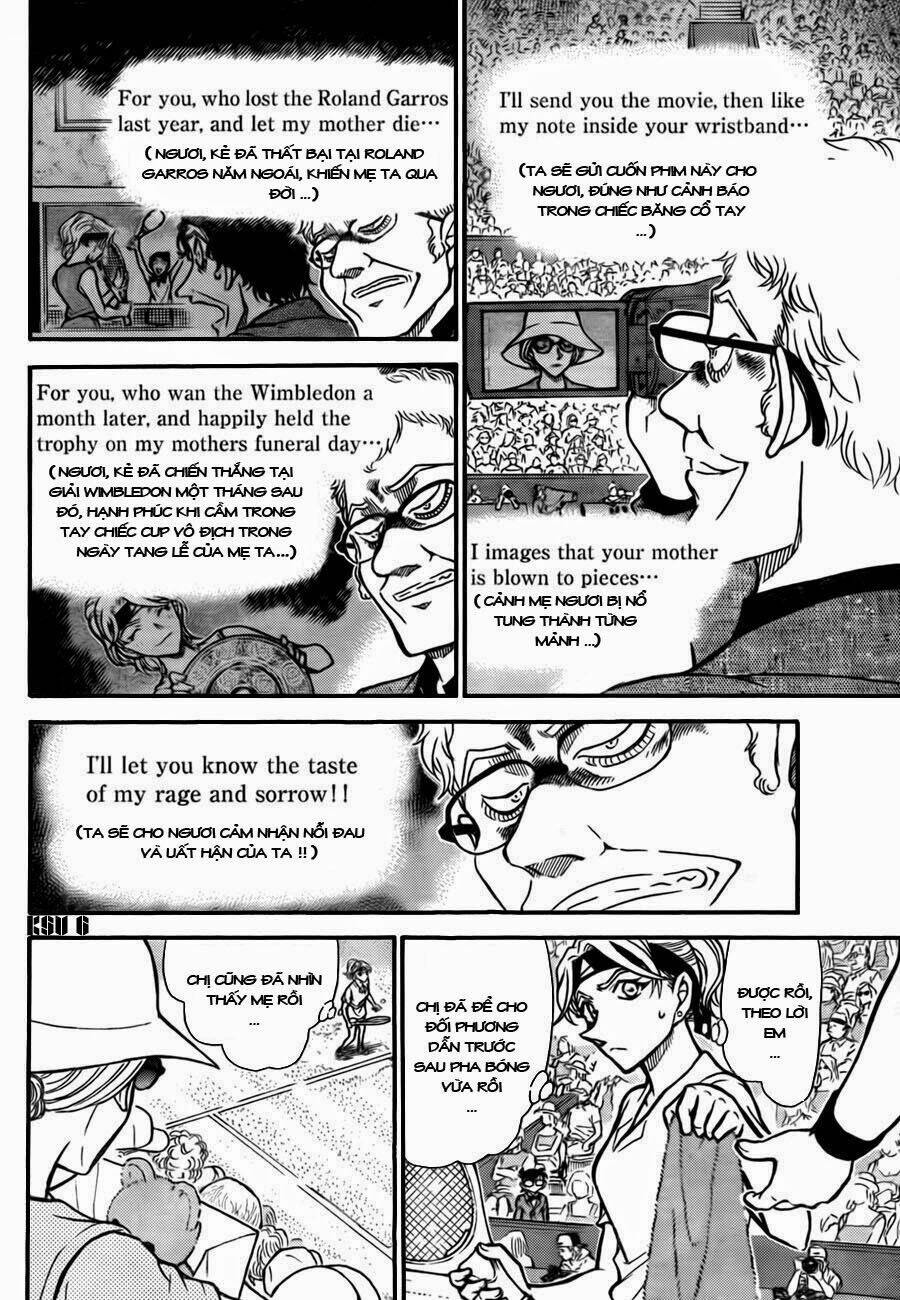 I'll send you the movie, then like
my note inside your wristband…
(TA SẼ GỬI CUỐN PHIM NÀY CHO
NGƯƠI, ĐÚNG NHƯ CẢNH BÁO
TRONG CHIẾC BĂNG CỔ TAY
...)
I images that your mother
is blown to pieces…
(CẢNH MẸ NGƯƠI BỊ NỔ
TUNG THÀNH TỪNG
MẢNH ...)
For you, who lost the Roland Garros
last year, and let my mother die…
(NGƯƠI, KẺ ĐÃ THẤT BẠI TẠI ROLAND
GARROS NĂM NGOÁI, KHIẾN MẸ TA QUA
ĐỜI ...)
For you, who wan the Wimbledon a
month later, and happily held the
trophy on my mothers funeral day…
(NGƯƠI, KẺ ĐÃ CHIẾN THẮNG TẠI
GIẢI WIMBLEDON MỘT THÁNG SAU
ĐÓ, HẠNH PHÚC KHI CẦM TRONG
TAY CHIẾC CUP VÔ ĐỊCH TRONG
NGÀY TANG LỄ CỦA MẸ TA...)
I'll let you know the taste
of my rage and sorrow!!
(TA SẼ CHO NGƯƠI CẢM NHẬN NỖI ĐAU
VÀ UẤT HẬN CỦA TA !!)
KSU 6
ĐƯỢC RỒI,
THEO LỜI
EM
...
CHỊ ĐÃ ĐỂ CHO
ĐỐI PHƯƠNG
DẪN TRƯỚC
SAU PHA BÓNG
VỪA RỒI
...
CHỊ CŨNG ĐÃ NHÌN
THẤY MẸ RỒI
...